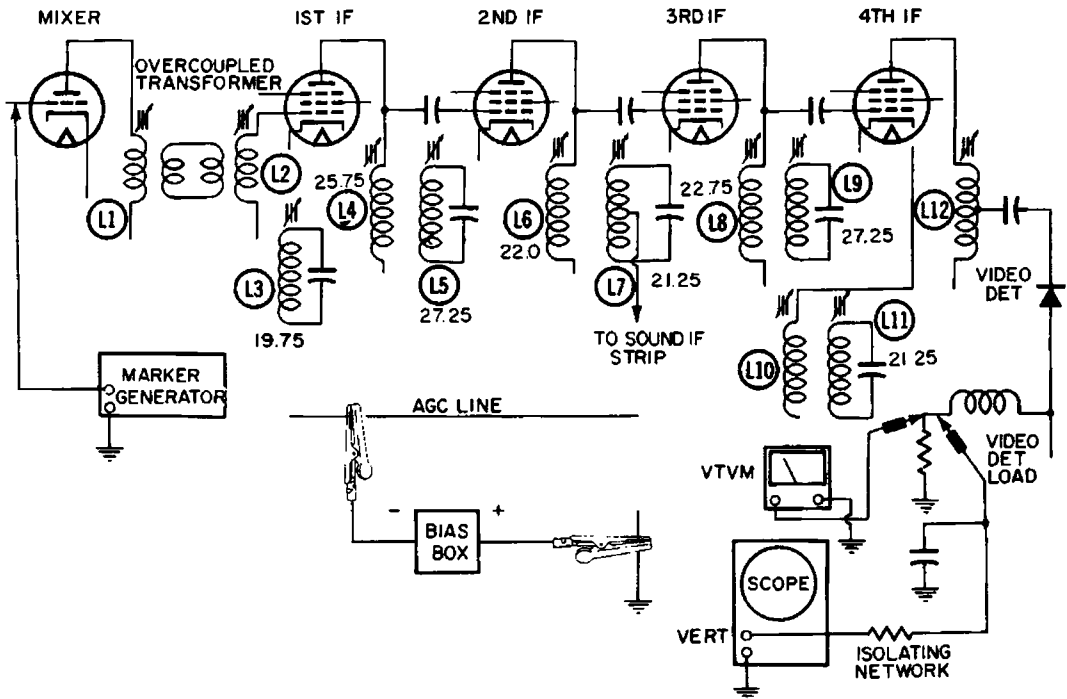 MIXER
1ST IF
2ND IF
3RD IF
4TH IF
OVERCOUPLED
TRANSFORMER
L1
L2
25.75
L4
L3
19.75
L5
27.25
L6
22.0
L7
21.25
22.75
L8
L9
27.25
L12
TO SOUND IF
STRIP
L10
L11
21.25
VIDEO
DET
MARKER
GENERATOR
AGC LINE
VTVM
VIDEO
DET
LOAD
-
+
BIAS
BOX
SCOPE
VERT
ISOLATING
NETWORK